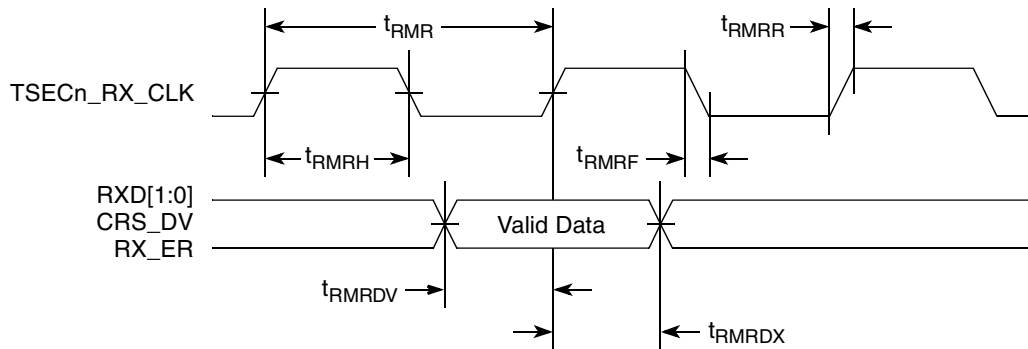 tRMR
tRMRR
TSECn_RX_CLK
tRMRH
tRMRF
RXD[1:0]
CRS_DV
Valid Data
RX_ER
tRMRDV
tRMRDX